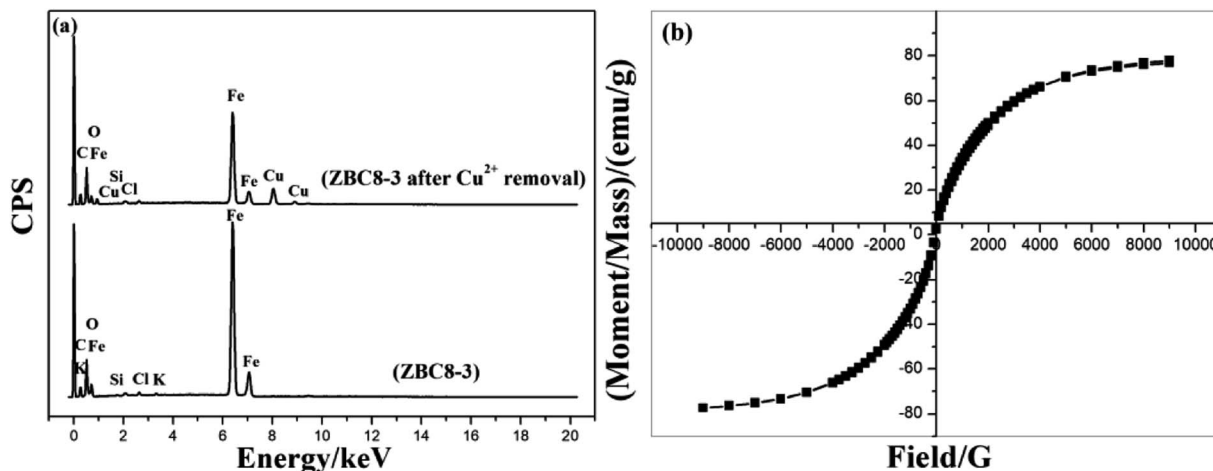 (a)
Fe
O
C Fe
Si
Cu Cl
Fe
Cu
Cu
(ZBC8-3 after Cu²⁺ removal)
Fe
O
C Fe
K
Si
Cl K
Fe
(ZBC8-3)
CPS
0 2 4 6 8 10 12 14 16 18 20
Energy/keV
(b)
(Moment/Mass)/(emu/g)
80
60
40
20
0
-20
-40
-60
-80
-10000 -8000 -6000 -4000 -2000 0 2000 4000 6000 8000 10000
Field/G